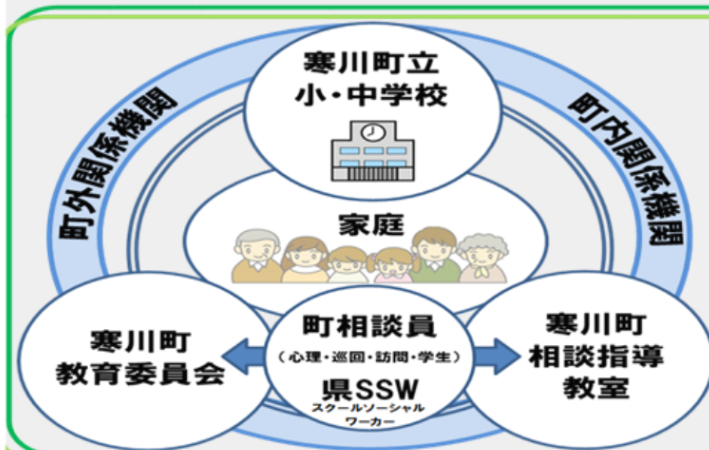 寒川町立
小・中学校
町外関係機関
町内関係機関
家庭
寒川町
教育委員会
町相談員
（心理・巡回・訪問・学生）
県SSW
スクールソーシャル
ワーカー
寒川町
相談指導
教室